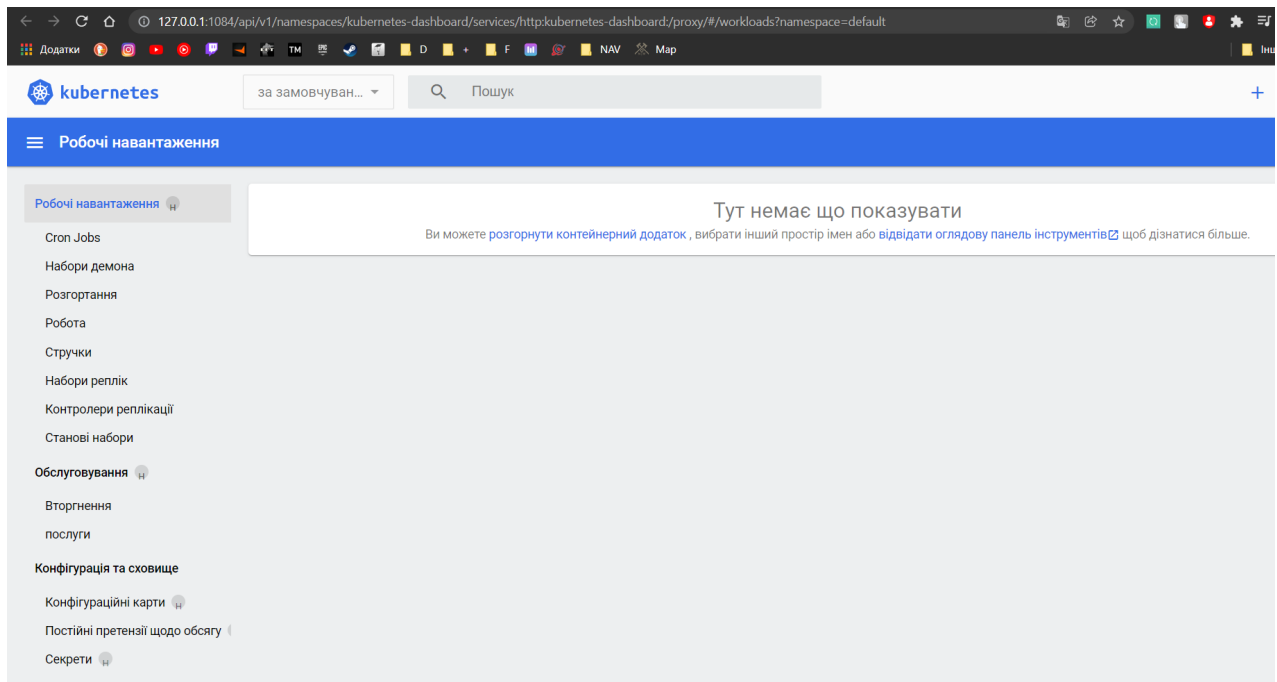 127.0.0.1:1084/api/v1/namespaces/kubernetes-dashboard/services/http:kubernetes-dashboard:/proxy/#/workloads?namespace=default
Додатки TM D + F NAV Map Інш
kubernetes за замовчуван... Пошук +
Робочі навантаження
Робочі навантаження н
Тут немає що показувати
Ви можете розгорнути контейнерний додаток , вибрати інший простір імен або відвідати оглядову панель інструментів щоб дізнатися більше.
Cron Jobs
Набори демона
Розгортання
Робота
Стручки
Набори реплік
Контролери реплікації
Станові набори
Обслуговування н
Вторгнення
послуги
Конфігурація та сховище
Конфігураційні карти н
Постійні претензії щодо обсягу
Секрети н